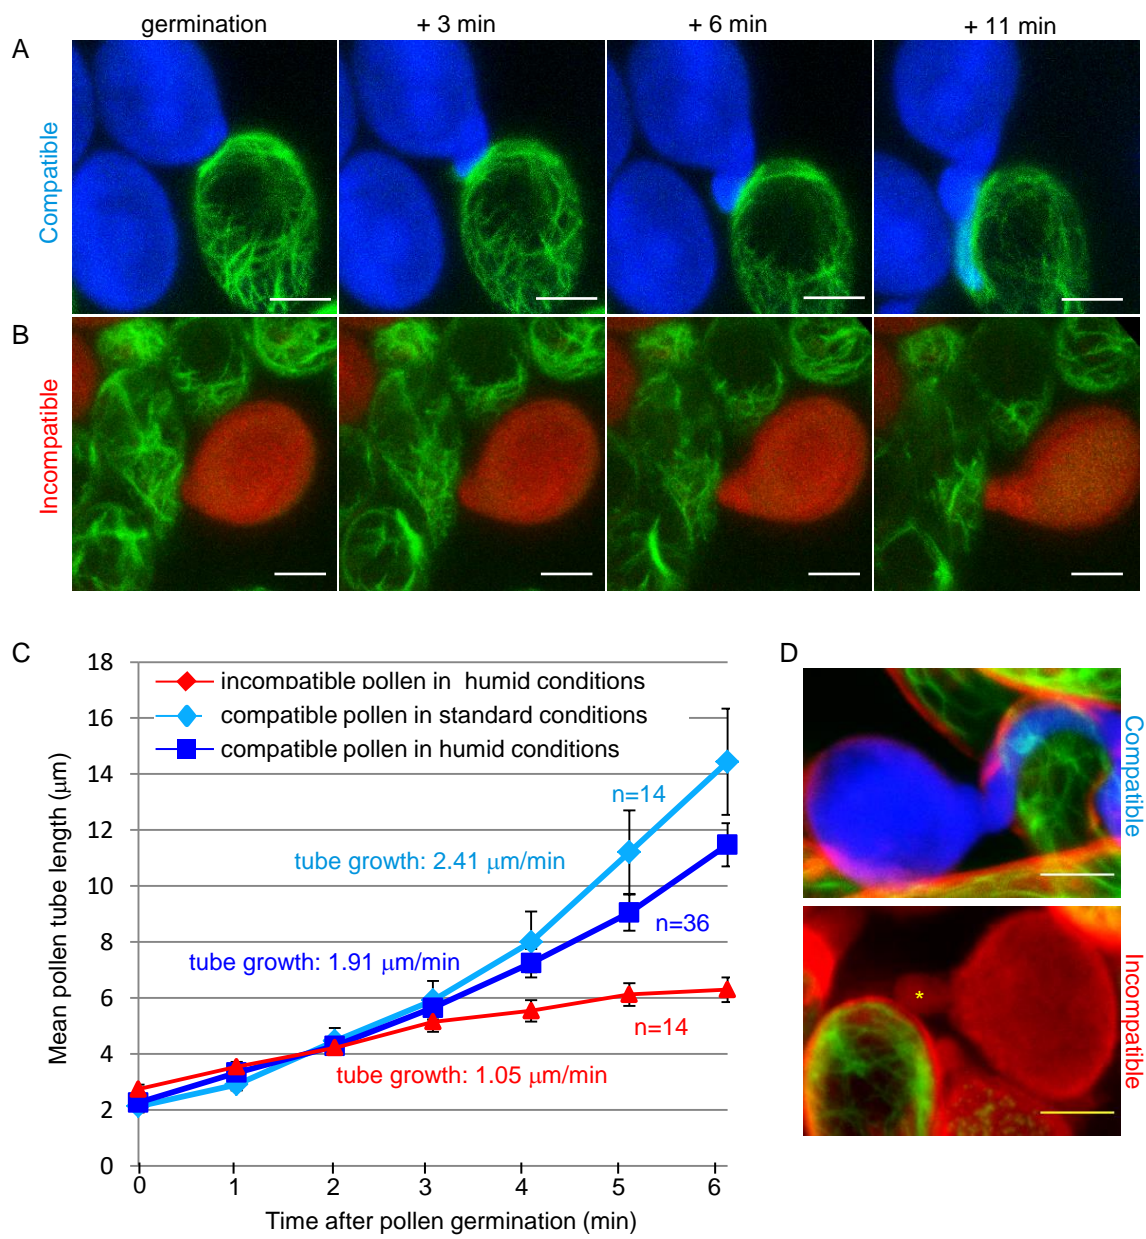 germination + 3 min + 6 min + 11 min
A
Compatible
B
Incompatible
C
18
16
14
12
10
8
6
4
2
0
Mean pollen tube length (μm)
incompatible pollen in humid conditions
compatible pollen in standard conditions
compatible pollen in humid conditions
n=14
tube growth: 2.41 μm/min
n=36
tube growth: 1.91 μm/min
n=14
tube growth: 1.05 μm/min
0 1 2 3 4 5 6
Time after pollen germination (min)
D
Compatible
*
Incompatible